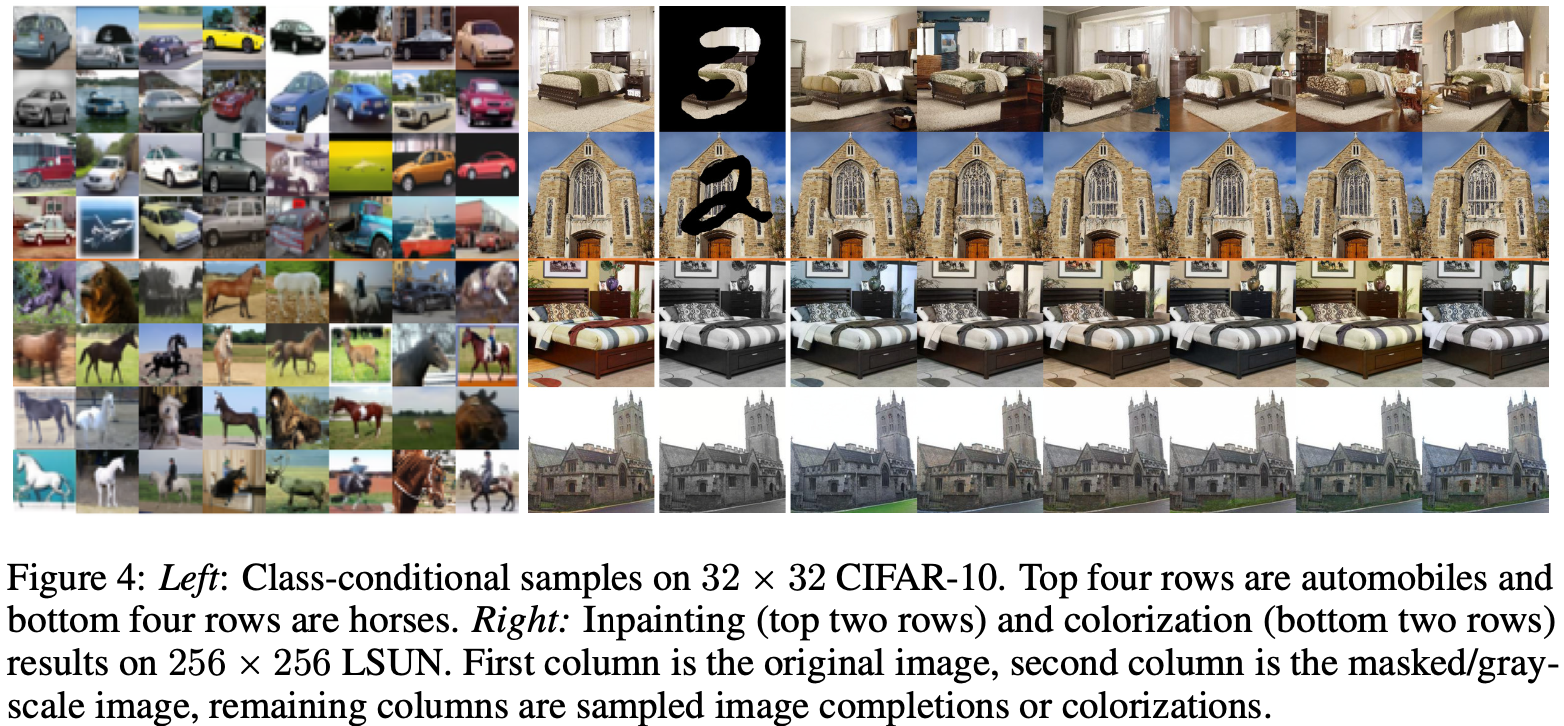 Figure 4: Left: Class-conditional samples on 32 × 32 CIFAR-10. Top four rows are automobiles and
bottom four rows are horses. Right: Inpainting (top two rows) and colorization (bottom two rows)
results on 256 × 256 LSUN. First column is the original image, second column is the masked/gray-
scale image, remaining columns are sampled image completions or colorizations.